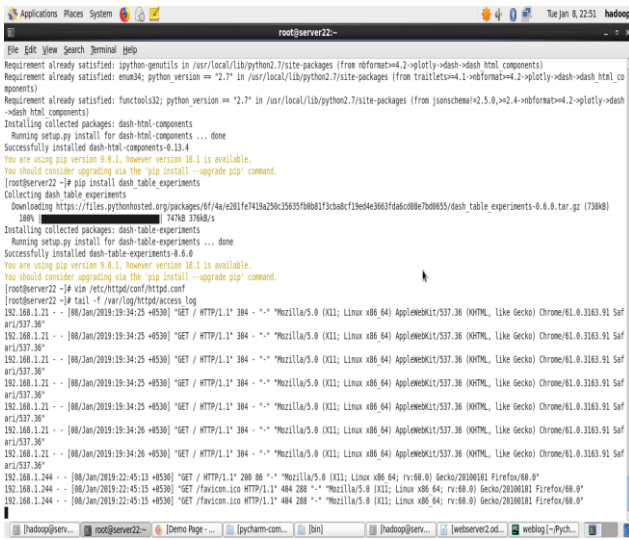 Applications Places System Tue Jan 8, 22:51 hadoop
root@server22:~
File Edit View Search Terminal Help
Requirement already satisfied: ipython-genutils in /usr/local/lib/python2.7/site-packages (from nbformat>=4.2->plotly->dash->dash_html_components)
Requirement already satisfied: enum34; python_version == "2.7" in /usr/local/lib/python2.7/site-packages (from traitlets>=4.1->nbformat>=4.2->plotly->dash->dash_html_co
mponents)
Requirement already satisfied: functools32; python_version == "2.7" in /usr/local/lib/python2.7/site-packages (from jsonschema!=2.5.0,>=2.4->nbformat>=4.2->plotly->dash
->dash_html_components)
Installing collected packages: dash-html-components
Running setup.py install for dash-html-components ... done
Successfully installed dash-html-components-0.13.4
You are using pip version 9.0.1, however version 18.1 is available.
You should consider upgrading via the 'pip install --upgrade pip' command.
[root@server22 ~]# pip install dash_table_experiments
Collecting dash_table_experiments
Downloading https://files.pythonhosted.org/packages/6f/4a/e201fe7419a250c35635fb0b81f3cba8cf19ed4e3663fda6cd08e7bd0655/dash_table_experiments-0.6.0.tar.gz (738kB)
100% || 747kB 376kB/s
Installing collected packages: dash-table-experiments
Running setup.py install for dash-table-experiments ... done
Successfully installed dash-table-experiments-0.6.0
You are using pip version 9.0.1, however version 18.1 is available.
You should consider upgrading via the 'pip install --upgrade pip' command.
[root@server22 ~]# vim /etc/httpd/conf/httpd.conf
[root@server22 ~]# tail -f /var/log/httpd/access_log
192.168.1.21 - - [08/Jan/2019:19:34:25 +0530] "GET / HTTP/1.1" 304 - "-" "Mozilla/5.0 (X11; Linux x86_64) AppleWebKit/537.36 (KHTML, like Gecko) Chrome/61.0.3163.91 Saf
ari/537.36"
192.168.1.21 - - [08/Jan/2019:19:34:25 +0530] "GET / HTTP/1.1" 304 - "-" "Mozilla/5.0 (X11; Linux x86_64) AppleWebKit/537.36 (KHTML, like Gecko) Chrome/61.0.3163.91 Saf
ari/537.36"
192.168.1.21 - - [08/Jan/2019:19:34:25 +0530] "GET / HTTP/1.1" 304 - "-" "Mozilla/5.0 (X11; Linux x86_64) AppleWebKit/537.36 (KHTML, like Gecko) Chrome/61.0.3163.91 Saf
ari/537.36"
192.168.1.21 - - [08/Jan/2019:19:34:25 +0530] "GET / HTTP/1.1" 304 - "-" "Mozilla/5.0 (X11; Linux x86_64) AppleWebKit/537.36 (KHTML, like Gecko) Chrome/61.0.3163.91 Saf
ari/537.36"
192.168.1.21 - - [08/Jan/2019:19:34:26 +0530] "GET / HTTP/1.1" 304 - "-" "Mozilla/5.0 (X11; Linux x86_64) AppleWebKit/537.36 (KHTML, like Gecko) Chrome/61.0.3163.91 Saf
ari/537.36"
192.168.1.21 - - [08/Jan/2019:19:34:26 +0530] "GET / HTTP/1.1" 304 - "-" "Mozilla/5.0 (X11; Linux x86_64) AppleWebKit/537.36 (KHTML, like Gecko) Chrome/61.0.3163.91 Saf
ari/537.36"
192.168.1.244 - - [08/Jan/2019:22:45:13 +0530] "GET / HTTP/1.1" 200 86 "-" "Mozilla/5.0 (X11; Linux x86_64; rv:60.0) Gecko/20100101 Firefox/60.0"
192.168.1.244 - - [08/Jan/2019:22:45:15 +0530] "GET /favicon.ico HTTP/1.1" 404 288 "-" "Mozilla/5.0 (X11; Linux x86_64; rv:60.0) Gecko/20100101 Firefox/60.0"
192.168.1.244 - - [08/Jan/2019:22:45:15 +0530] "GET /favicon.ico HTTP/1.1" 404 288 "-" "Mozilla/5.0 (X11; Linux x86_64; rv:60.0) Gecko/20100101 Firefox/60.0"
[hadoop@serv... root@server22:~ [Demo Page - ... [pycharm-com... [bin] [hadoop@serv... [webserver2.od... weblog [~/Pych...